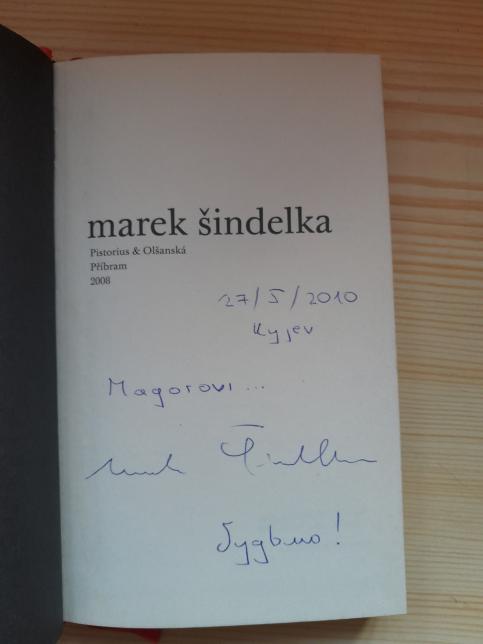 marek šindelka
Pistorius & Olšanská
Příbram
2008
27/5/2010
Kyjev
Magorovi...
Будьмо!